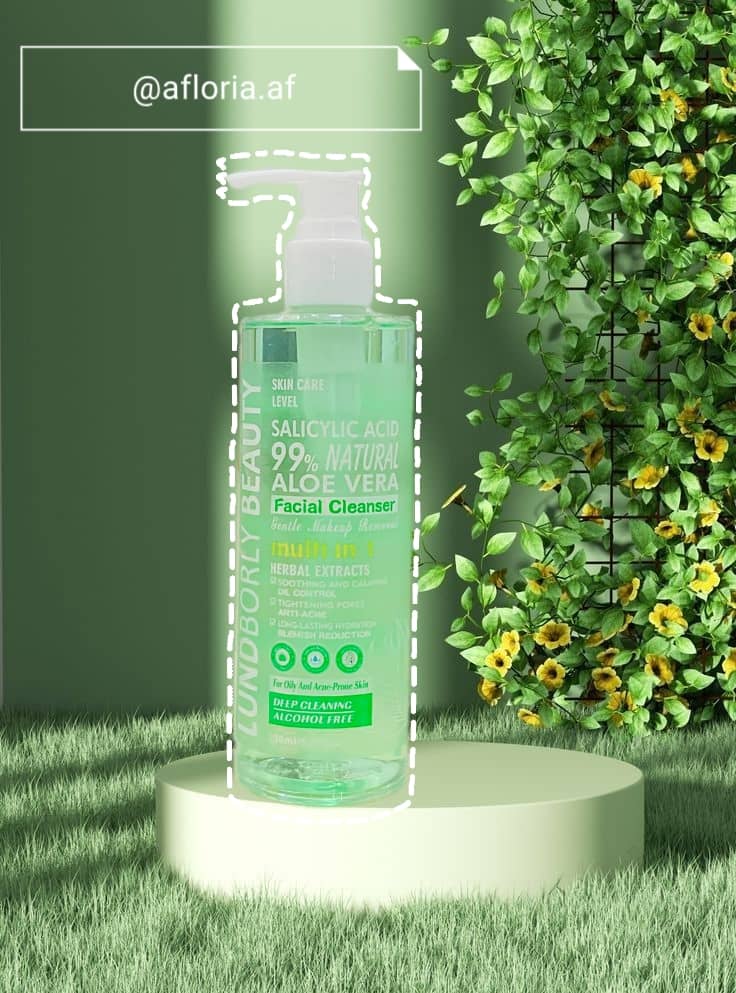 @afloria.af
LUNDBORLY BEAUTY
SKIN CARE
LEVEL
SALICYLIC ACID
99% NATURAL
ALOE VERA
Facial Cleanser
Gentle Makeup Remover
multi in 1
HERBAL EXTRACTS
SOOTHING AND CALMING
OIL CONTROL
TIGHTENING PORES
ANTI-ACNE
LONG-LASTING HYDRATION
BLEMISH REDUCTION
For Oily And Acne-Prone Skin
DEEP CLEANING
ALCOHOL FREE